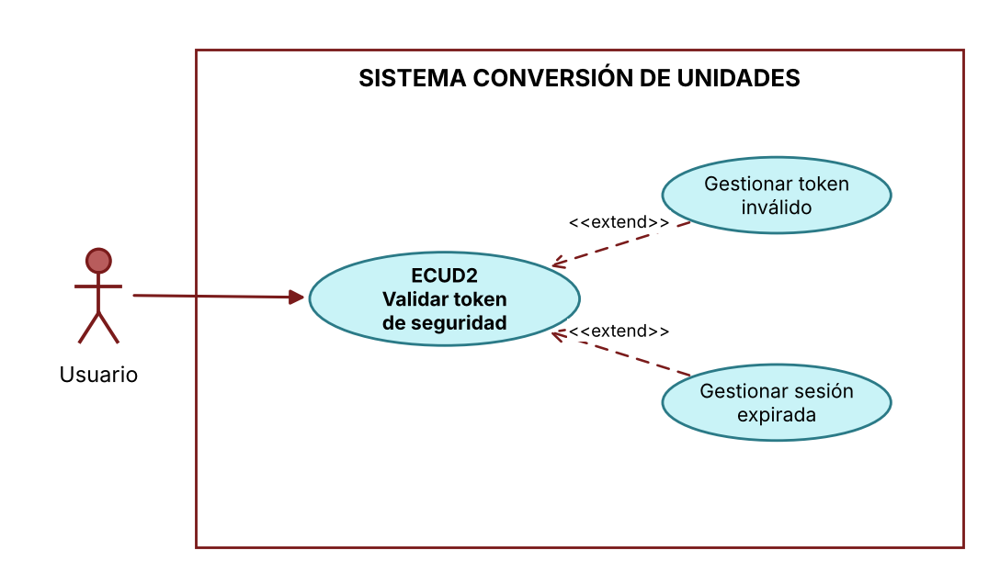 SISTEMA CONVERSIÓN DE UNIDADES
Gestionar token
inválido
<<extend>>
ECUD2
Validar token
de seguridad
<<extend>>
Usuario
Gestionar sesión
expirada